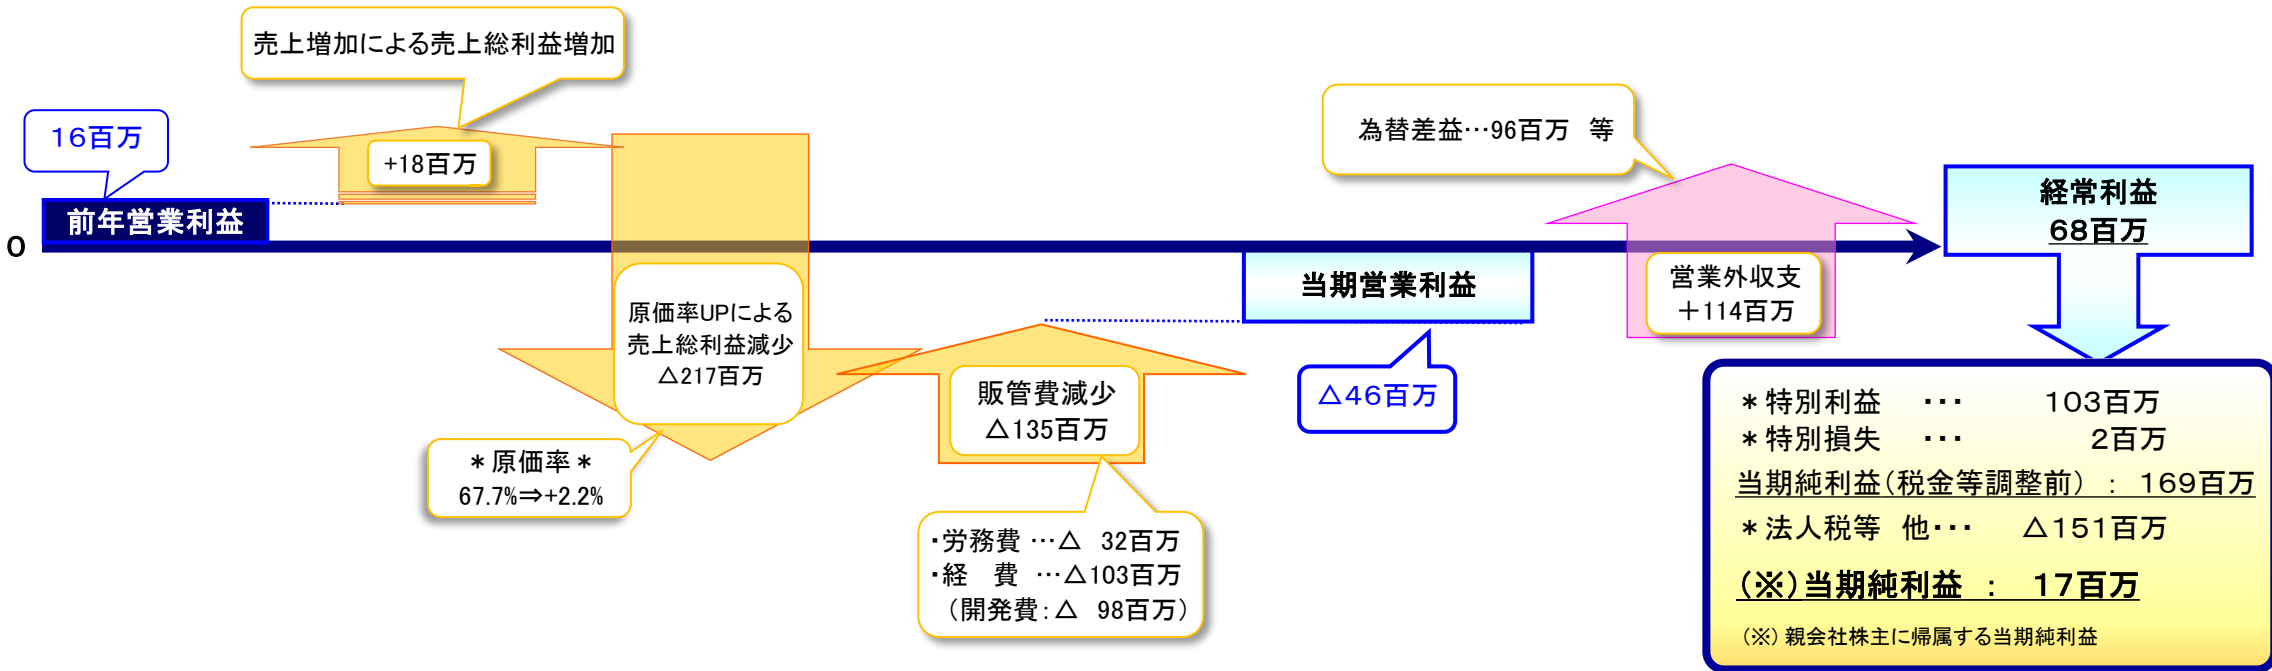 売上増加による売上総利益増加
16百万
+18百万
前年営業利益
0
原価率UPによる
売上総利益減少
△217百万
＊原価率＊
67.7%⇒+2.2%
販管費減少
△135百万
・労務費 …△ 32百万
・経　費 …△103百万
（開発費：△ 98百万）
当期営業利益
△46百万
為替差益…96百万 等
営業外収支
＋114百万
経常利益
68百万
＊特別利益 ・・・ 103百万
＊特別損失 ・・・ 2百万
当期純利益（税金等調整前） ： 169百万
＊法人税等 他・・・ △151百万
（※）当期純利益 ： 17百万
（※）親会社株主に帰属する当期純利益